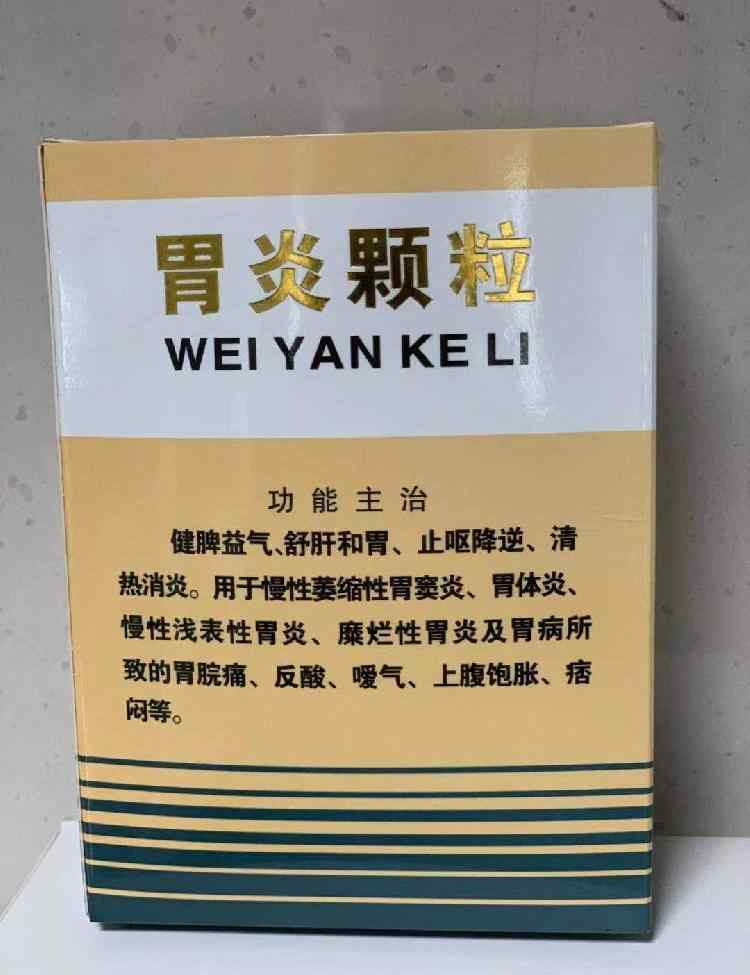 胃炎颗粒
WEI YAN KE LI
功能主治
健脾益气、舒肝和胃、止呕降逆、清
热消炎。用于慢性萎缩性胃窦炎、胃体炎、
慢性浅表性胃炎、糜烂性胃炎及胃病所
致的胃脘痛、反酸、嗳气、上腹饱胀、痞
闷等。